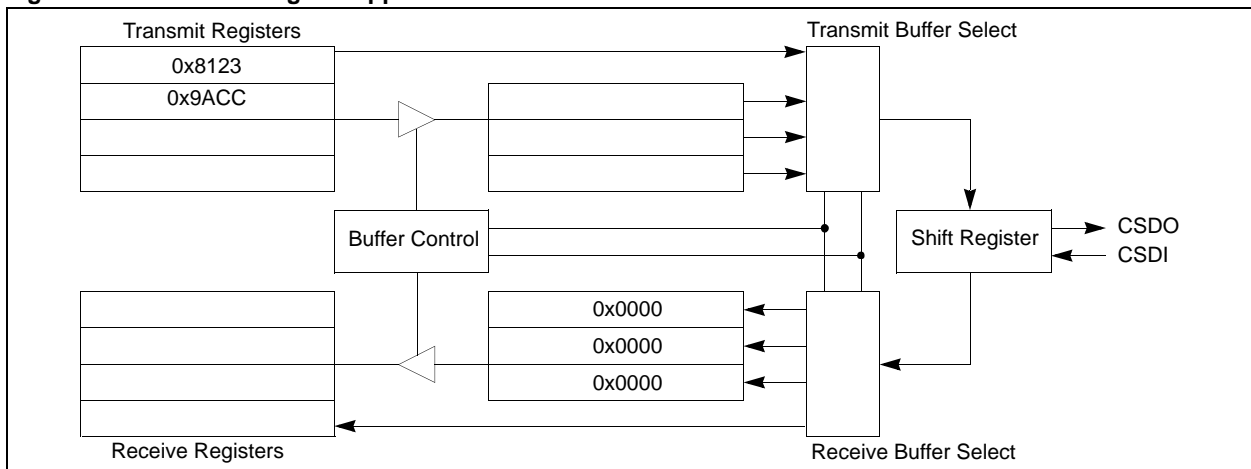 Transmit Registers
Transmit Buffer Select
0x8123
0x9ACC
Buffer Control
Shift Register
CSDO
CSDI
0x0000
0x0000
0x0000
Receive Registers
Receive Buffer Select